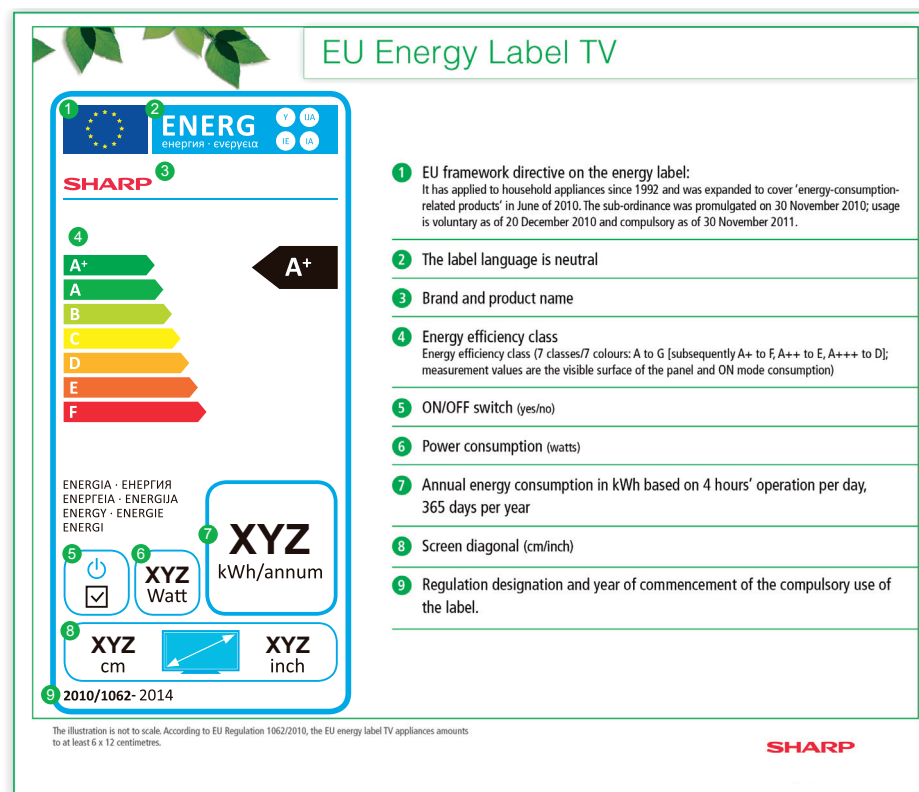 EU Energy Label TV
1
2
ENERG
енергия · ενεργεια
Y
IJA
IE
IA
SHARP
3
4
A+
A
B
C
D
E
F
A+
ENERGIA · ЕНЕРГИЯ
ΕΝΕΡΓΕΙΑ · ENERGIJA
ENERGY · ENERGIE
ENERGI
5
6
XYZ
Watt
7
XYZ
kWh/annum
8
XYZ
cm
XYZ
inch
9
2010/1062- 2014
1 EU framework directive on the energy label:
It has applied to household appliances since 1992 and was expanded to cover ‘energy-consumption-
related products’ in June of 2010. The sub-ordinance was promulgated on 30 November 2010; usage
is voluntary as of 20 December 2010 and compulsory as of 30 November 2011.
2 The label language is neutral
3 Brand and product name
4 Energy efficiency class
Energy efficiency class (7 classes/7 colours: A to G [subsequently A+ to F, A++ to E, A+++ to D];
measurement values are the visible surface of the panel and ON mode consumption)
5 ON/OFF switch (yes/no)
6 Power consumption (watts)
7 Annual energy consumption in kWh based on 4 hours’ operation per day,
365 days per year
8 Screen diagonal (cm/inch)
9 Regulation designation and year of commencement of the compulsory use of
the label.
The illustration is not to scale. According to EU Regulation 1062/2010, the EU energy label TV appliances amounts
to at least 6 x 12 centimetres.
SHARP